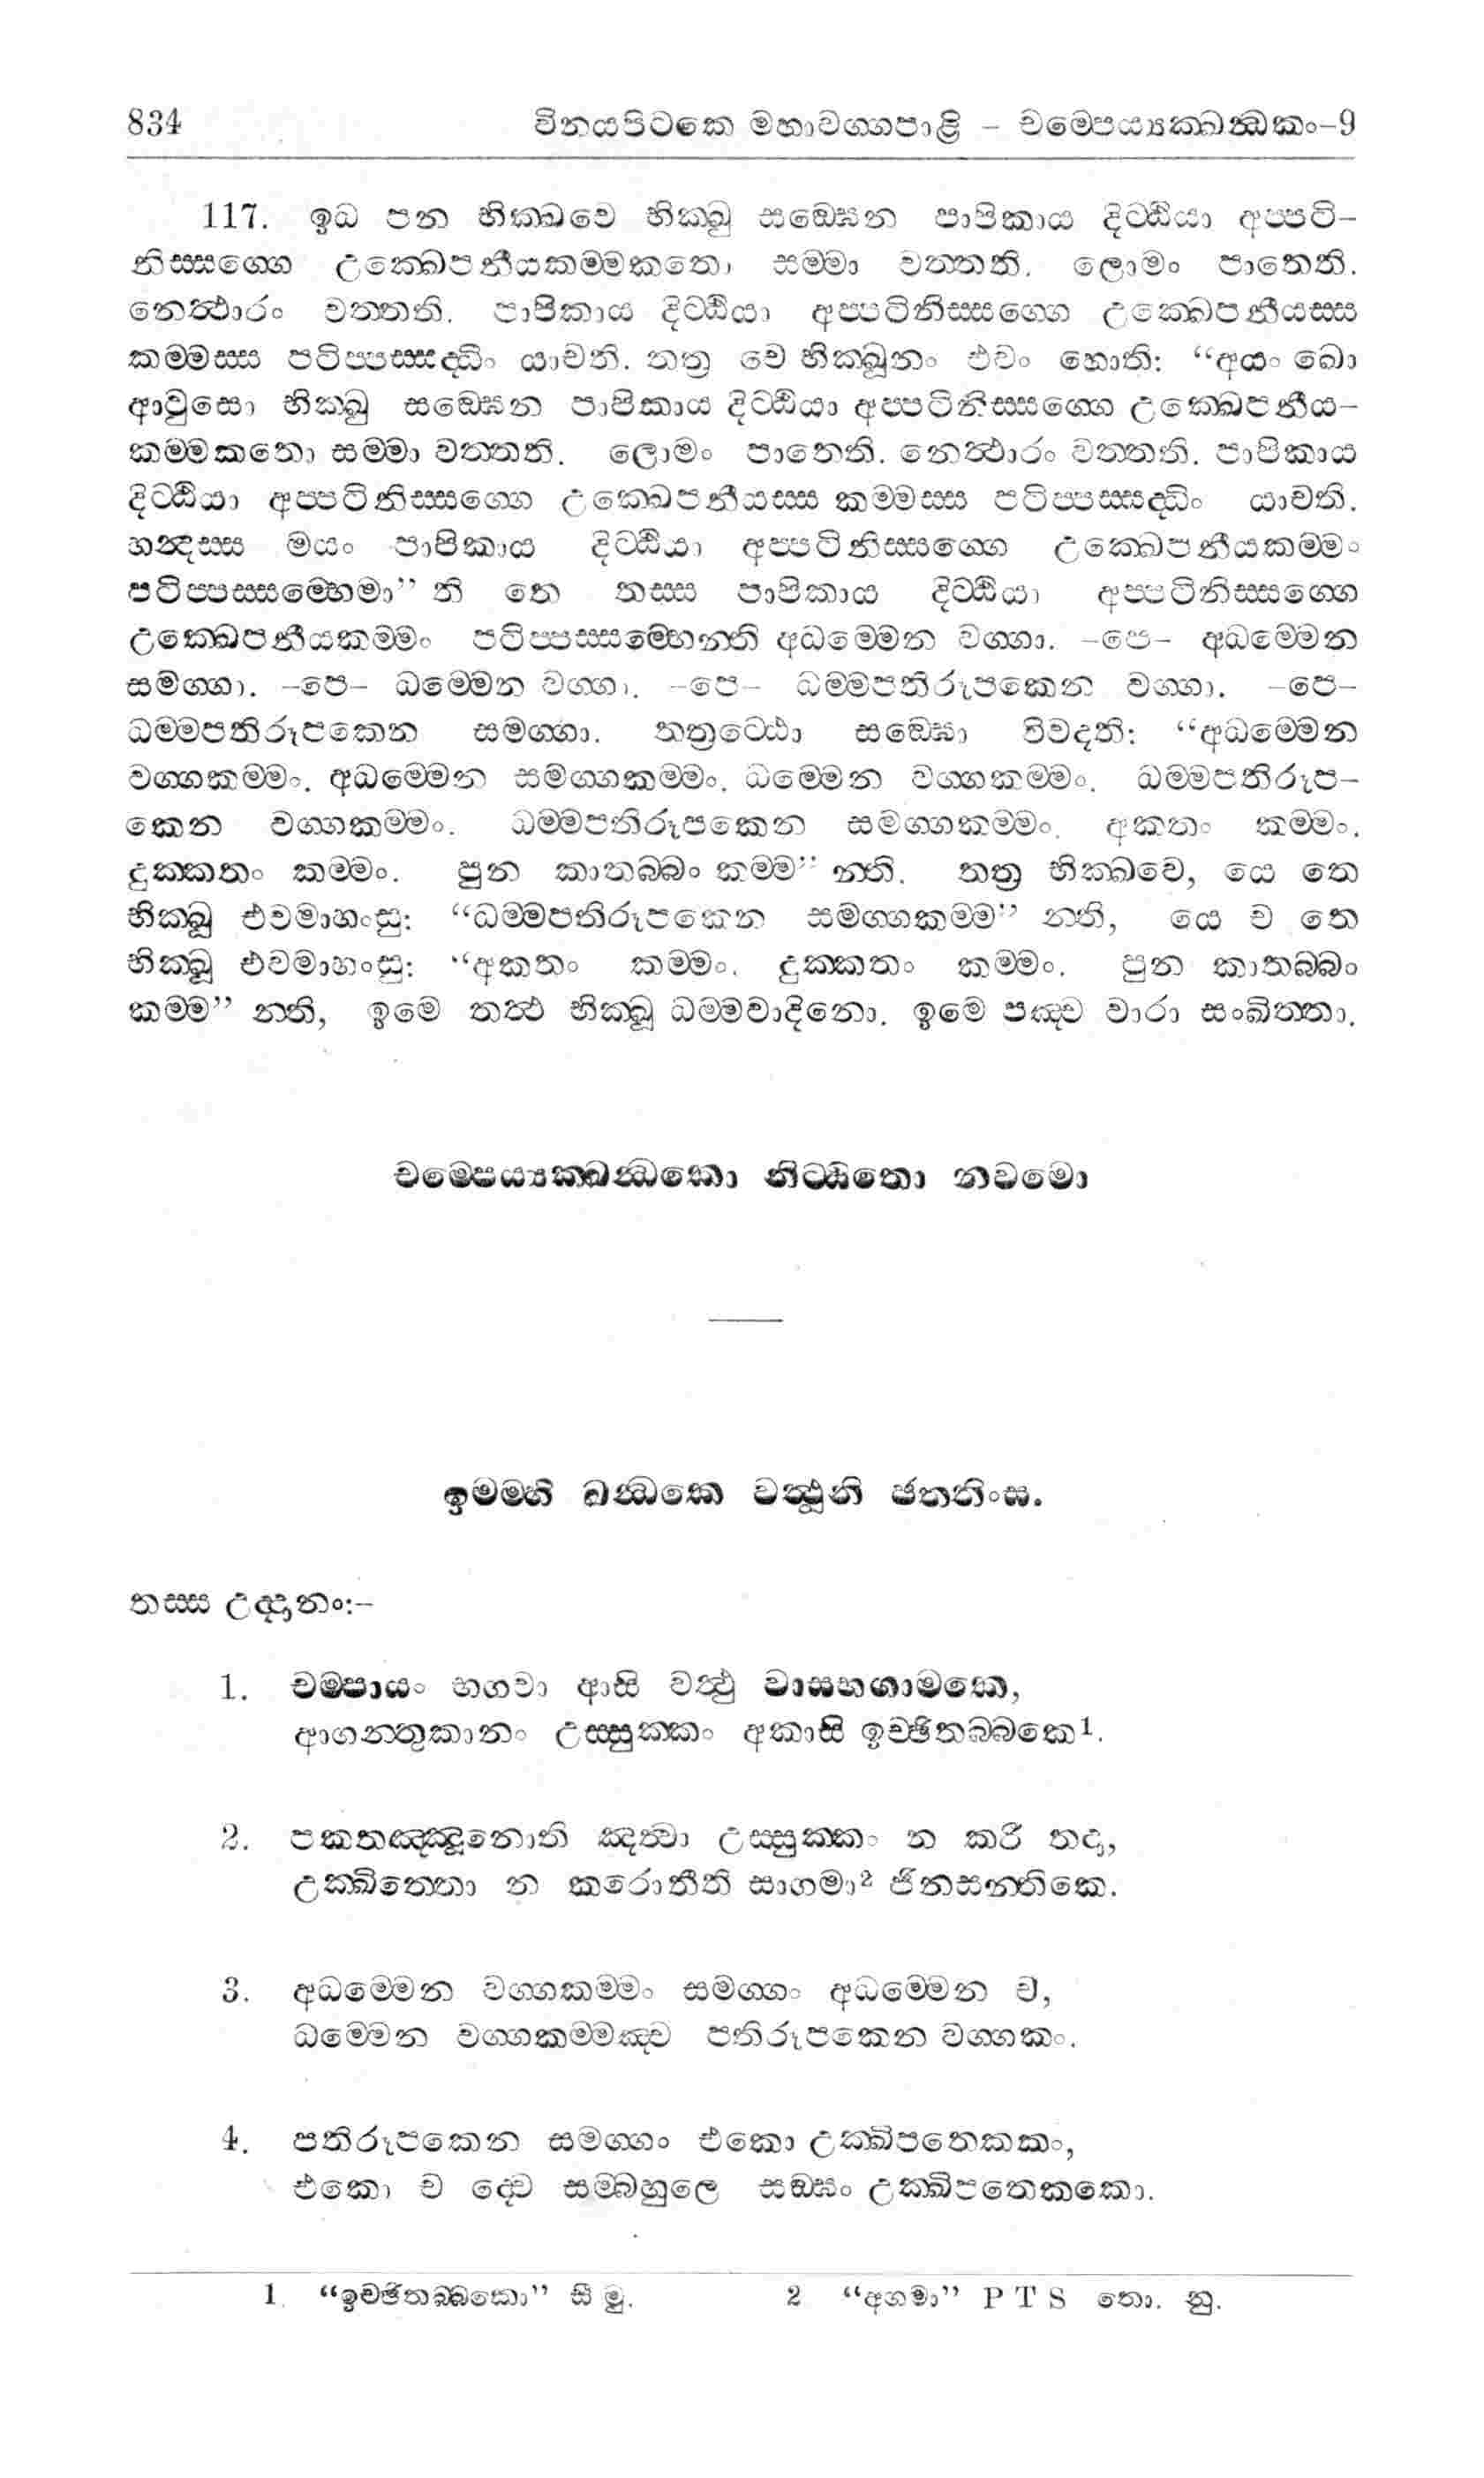 834 විනයපිටකෙ මහාවග්ගපාළි – චම්පෙය්‍යක්ඛන්ධකං–9
117. ඉධ පන භික්ඛවෙ භික්ඛු සඞ්ඝෙන පාපිකාය දිට්ඨියා අප්පටි–
නිස්සග්ගෙ උක්ඛෙපනීයකම්මකතො සම්මා වත්තති. ලොමං පාතෙති.
නෙත්ථාරං වත්තති. පාපිකාය දිට්ඨියා අප්පටිනිස්සග්ගෙ උක්ඛෙපනීයස්ස
කම්මස්ස පටිප්පස්සද්ධිං යාචති. තත්‍ර චෙ භික්ඛූනං එවං හොති: “අයං ඛො
ආවුසො භික්ඛු සඞ්ඝෙන පාපිකාය දිට්ඨියා අප්පටිනිස්සග්ගෙ උක්ඛෙපනීය–
කම්මකතො සම්මා වත්තති. ලොමං පාතෙති. නෙත්ථාරං වත්තති. පාපිකාය
දිට්ඨියා අප්පටිනිස්සග්ගෙ උක්ඛෙපනීයස්ස කම්මස්ස පටිප්පස්සද්ධිං යාචති.
හන්දස්ස මයං පාපිකාය දිට්ඨියා අප්පටිනිස්සග්ගෙ උක්ඛෙපනීයකම්මං
පටිප්පස්සම්භෙමා” ති තෙ තස්ස පාපිකාය දිට්ඨියා අප්පටිනිස්සග්ගෙ
උක්ඛෙපනීයකම්මං පටිප්පස්සම්භෙන්ති අධම්මෙන වග්ගා. –පෙ– අධම්මෙන
සමග්ගා. –පෙ– ධම්මෙන වග්ගා. –පෙ– ධම්මපතිරූපකෙන වග්ගා. –පෙ–
ධම්මපතිරූපකෙන සමග්ගා. තත්‍රට්ඨො සඞ්ඝො විවදති: “අධම්මෙන
වග්ගකම්මං. අධම්මෙන සමග්ගකම්මං. ධම්මෙන වග්ගකම්මං. ධම්මපතිරූප–
කෙන වග්ගකම්මං. ධම්මපතිරූපකෙන සමග්ගකම්මං. අකතං කම්මං.
දුක්කතං කම්මං. පුන කාතබ්බං කම්ම” න්ති. තත්‍ර භික්ඛවෙ, යෙ තෙ
භික්ඛූ එවමාහංසු: “ධම්මපතිරූපකෙන සමග්ගකම්ම” න්ති, යෙ ච තෙ
භික්ඛූ එවමාහංසු: “අකතං කම්මං. දුක්කතං කම්මං. පුන කාතබ්බං
කම්ම” න්ති, ඉමෙ තත්ථ භික්ඛූ ධම්මවාදිනො. ඉමෙ පඤ්ච වාරා සංඛිත්තා.
චම්පෙය්‍යක්ඛන්ධකො නිට්ඨිතො නවමො
ඉමම්හි ඛන්ධකෙ වත්ථූනි ඡත්තිංස.
තස්ස උද්දානං:–
1. චම්පායං භගවා ආසි වත්ථු වාසභගාමකෙ,
ආගන්තුකානං උස්සුක්කං අකාසි ඉච්ඡිතබ්බකෙ1.
2. පකතඤ්ඤුනොති ඤත්වා උස්සුක්කං න කරි තදා,
උක්ඛිත්තො න කරොතීති සාගමා2 ජිනසන්තිකෙ.
3. අධම්මෙන වග්ගකම්මං සමග්ගං අධම්මෙන ච,
ධම්මෙන වග්ගකම්මඤ්ච පතිරූපකෙන වග්ගකං.
4. පතිරූපකෙන සමග්ගං එකො උක්ඛිපතෙකකං,
එකො ච ද්වෙ සම්බහුලෙ සඞ්ඝං උක්ඛිපතෙකකො.
1. “ඉච්ඡිතබ්බකො” සී මු. 2 “අගමා” P T S තො. නු.